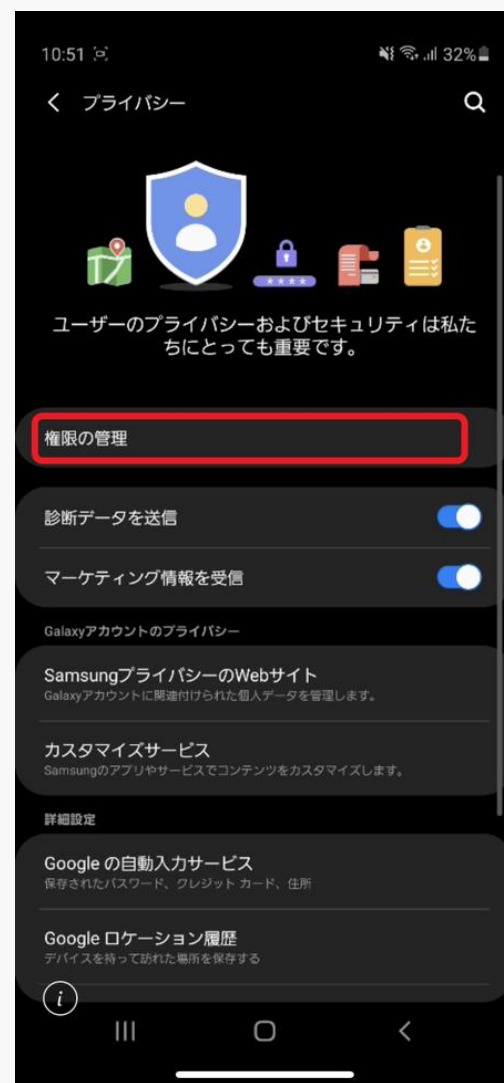 10:51
32%
プライバシー
****
ユーザーのプライバシーおよびセキュリティは私た
ちにとっても重要です。
権限の管理
診断データを送信
マーケティング情報を受信
Galaxyアカウントのプライバシー
SamsungプライバシーのWebサイト
Galaxyアカウントに関連付けられた個人データを管理します。
カスタマイズサービス
Samsungのアプリやサービスでコンテンツをカスタマイズします。
詳細設定
Google の自動入力サービス
保存されたパスワード、クレジット カード、住所
Google ロケーション履歴
デバイスを持って訪れた場所を保存する
i